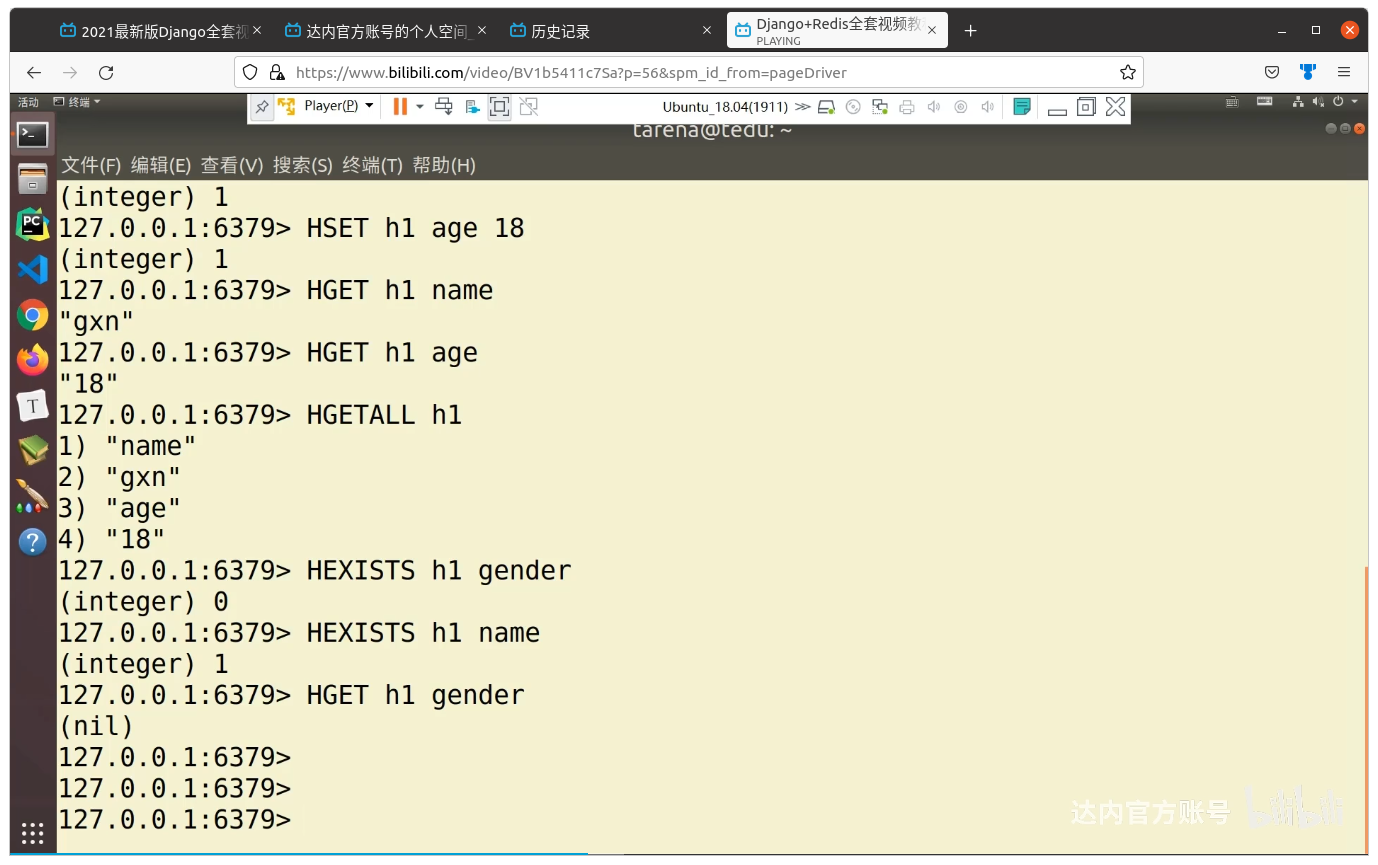 2021最新版Django全套视
达内官方账号的个人空间_
历史记录
Django+Redis全套视频教
PLAYING
https://www.bilibili.com/video/BV1b5411c7Sa?p=56&spm_id_from=pageDriver
活动 终端
Player(P)
Ubuntu_18.04(1911)
tarena@tedu: ~
文件(F) 编辑(E) 查看(V) 搜索(S) 终端(T) 帮助(H)
(integer) 1
127.0.0.1:6379> HSET h1 age 18
(integer) 1
127.0.0.1:6379> HGET h1 name
"gxn"
127.0.0.1:6379> HGET h1 age
"18"
127.0.0.1:6379> HGETALL h1
1) "name"
2) "gxn"
3) "age"
4) "18"
127.0.0.1:6379> HEXISTS h1 gender
(integer) 0
127.0.0.1:6379> HEXISTS h1 name
(integer) 1
127.0.0.1:6379> HGET h1 gender
(nil)
127.0.0.1:6379>
127.0.0.1:6379>
127.0.0.1:6379>
达内官方账号 bilibili